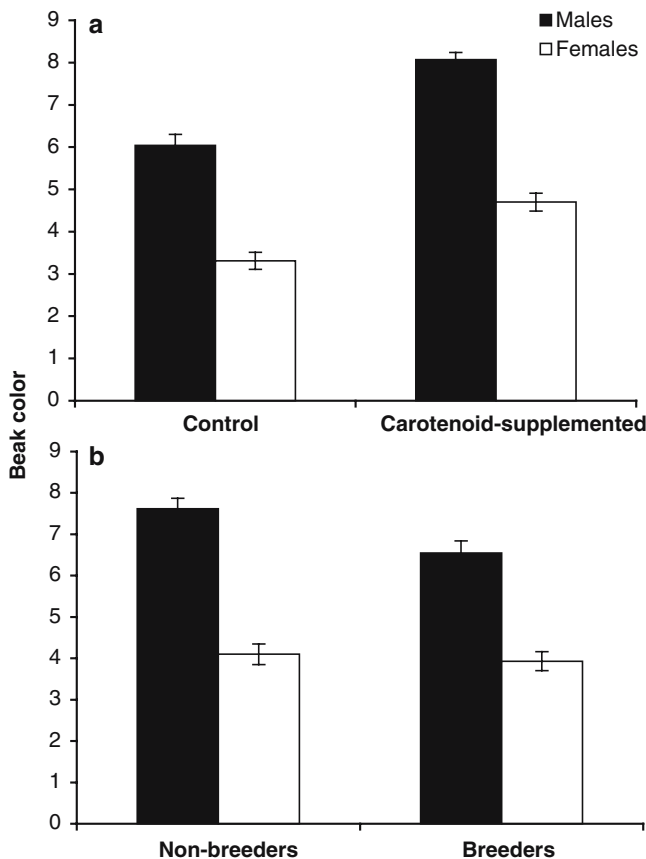 a
Males
Females
9
8
7
6
5
4
3
2
1
0
Control Carotenoid-supplemented
Beak color
b
9
8
7
6
5
4
3
2
1
0
Non-breeders Breeders